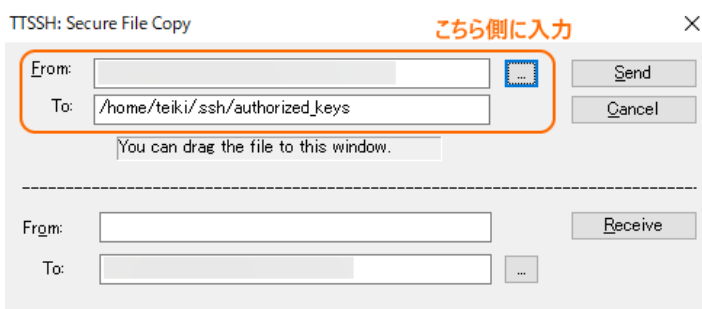 TTSSH: Secure File Copy
こちら側に入力
From:
...
Send
To:
/home/teiki/.ssh/authorized_keys
Cancel
You can drag the file to this window.
From:
Receive
To:
...